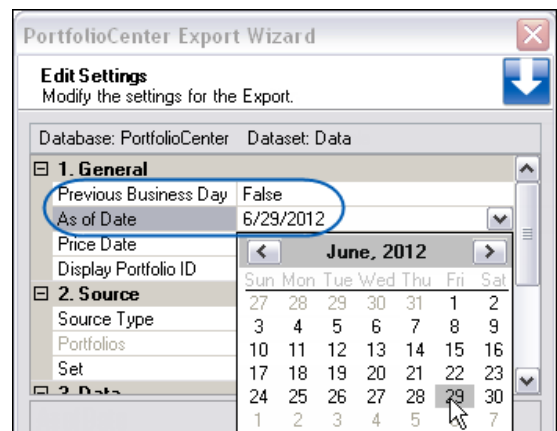 PortfolioCenter Export Wizard
Edit Settings
Modify the settings for the Export.
Database: PortfolioCenter Dataset: Data
1. General
Previous Business Day False
As of Date 6/29/2012
Price Date
Display Portfolio ID
2. Source
Source Type
Portfolios
Set
3. Data
June, 2012
Sun Mon Tue Wed Thu Fri Sat
27 28 29 30 31 1 2
3 4 5 6 7 8 9
10 11 12 13 14 15 16
17 18 19 20 21 22 23
24 25 26 27 28 29 30
1 2 3 4 5 6 7